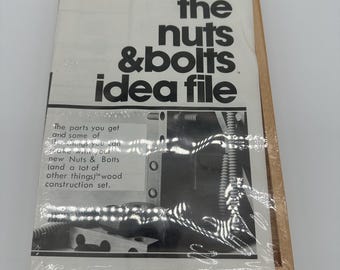 the
nuts
&bolts
idea file
The parts you get
and some of
new Nuts & Bolts
(and a lot of
other things)™ wood
construction set.